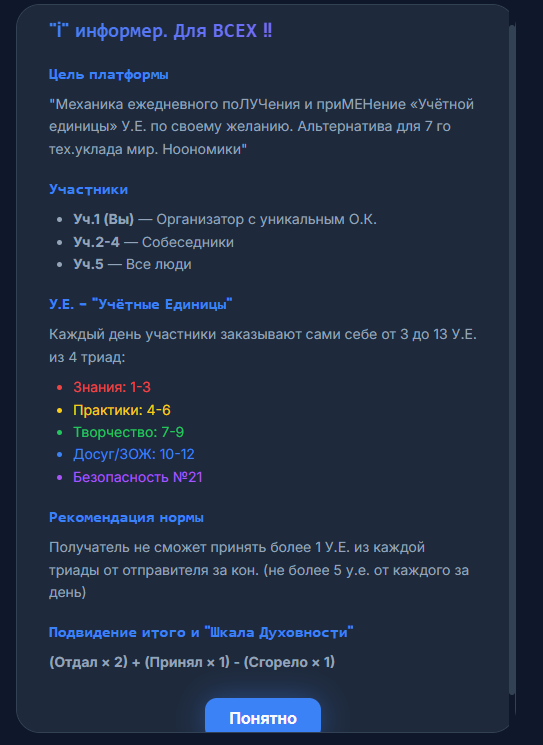 "i" информер. Для ВСЕХ !!
Цель платформы
"Механика ежедневного поЛУЧения и приМЕНение «Учётной
единицы» У.Е. по своему желанию. Альтернатива для 7 го
тех.уклада мир. Ноономики"
Участники
• Уч.1 (Вы) — Организатор с уникальным О.К.
• Уч.2-4 — Собеседники
• Уч.5 — Все люди
У.Е. - "Учётные Единицы"
Каждый день участники заказывают сами себе от 3 до 13 У.Е.
из 4 триад:
• Знания: 1-3
• Практики: 4-6
• Творчество: 7-9
• Досуг/ЗОЖ: 10-12
• Безопасность №21
Рекомендация нормы
Получатель не сможет принять более 1 У.Е. из каждой
триады от отправителя за кон. (не более 5 у.е. от каждого за
день)
Подвидение итого и "Шкала Духовности"
(Отдал × 2) + (Принял × 1) - (Сгорело × 1)
Понятно